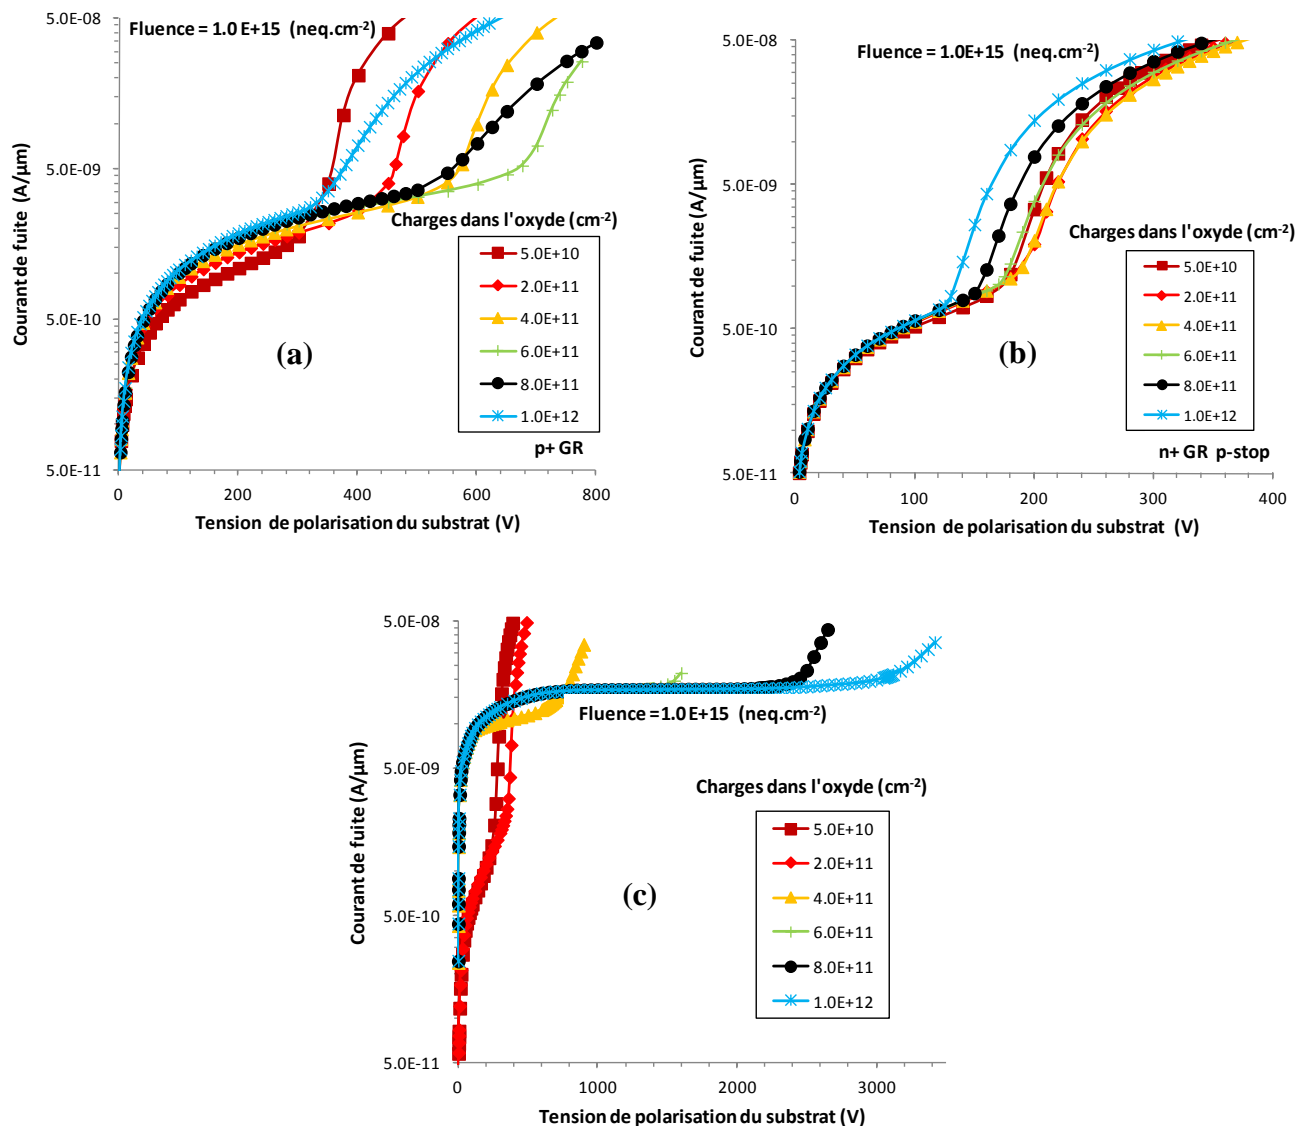 5.0E-08
5.0E-09
5.0E-10
5.0E-11
Courant de fuite (A/µm)
Fluence = 1.0 E+15 (neq.cm-2)
Charges dans l'oxyde (cm-2)
5.0E+10
2.0E+11
4.0E+11
6.0E+11
8.0E+11
1.0E+12
(a)
p+ GR
0 200 400 600 800
Tension de polarisation du substrat (V)
5.0E-08
5.0E-09
5.0E-10
5.0E-11
Courant de fuite (A/µm)
Fluence = 1.0E+15 (neq.cm-2)
Charges dans l'oxyde (cm-2)
5.0E+10
2.0E+11
4.0E+11
6.0E+11
8.0E+11
1.0E+12
(b)
n+ GR p-stop
0 100 200 300 400
Tension de polarisation du substrat (V)
5.0E-08
5.0E-09
5.0E-10
5.0E-11
Courant de fuite (A/µm)
Fluence = 1.0 E+15 (neq.cm-2)
Charges dans l'oxyde (cm-2)
5.0E+10
2.0E+11
4.0E+11
6.0E+11
8.0E+11
1.0E+12
(c)
0 1000 2000 3000
Tension de polarisation du substrat (V)